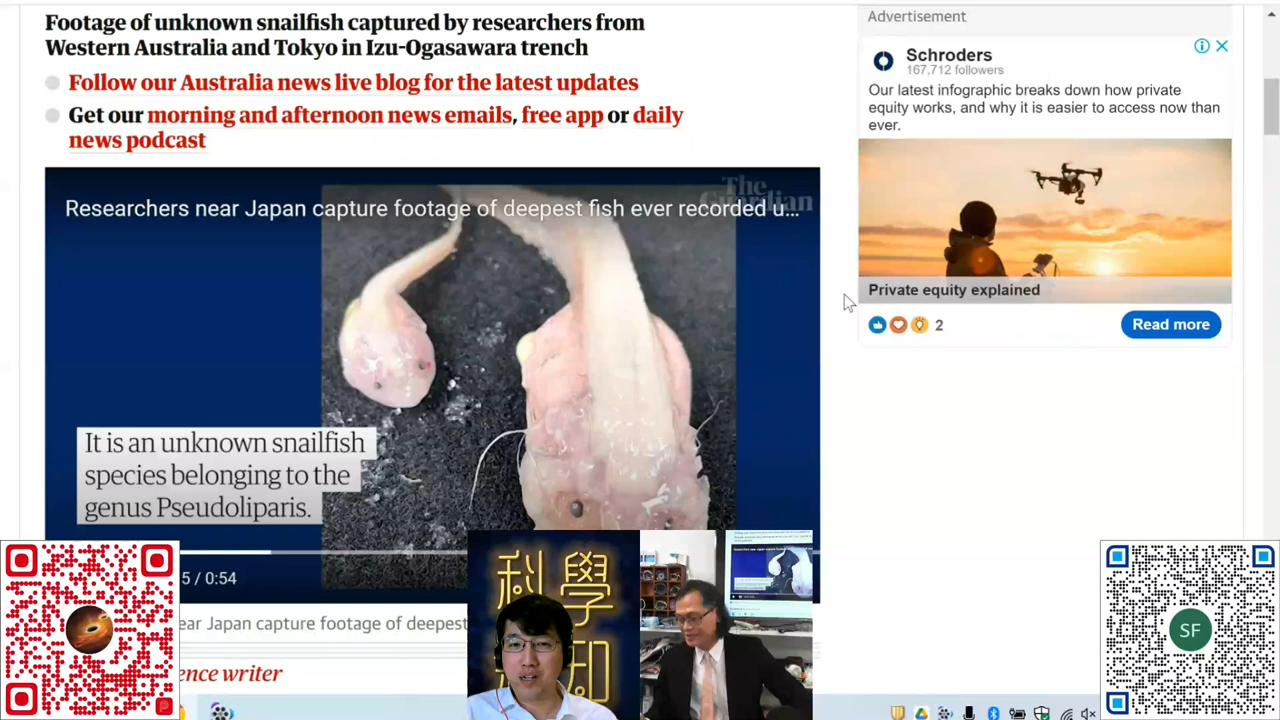 Footage of unknown snailfish captured by researchers from
Western Australia and Tokyo in Izu-Ogasawara trench
Follow our Australia news live blog for the latest updates
Get our morning and afternoon news emails, free app or daily
news podcast
The
Guardian
Researchers near Japan capture footage of deepest fish ever recorded u...
It is an unknown snailfish
species belonging to the
genus Pseudoliparis.
5 / 0:54
ear Japan capture footage of deepest
ence writer
Advertisement
Schroders
167,712 followers
Our latest infographic breaks down how private
equity works, and why it is easier to access now than
ever.
Private equity explained
2
Read more
科學
知
SF